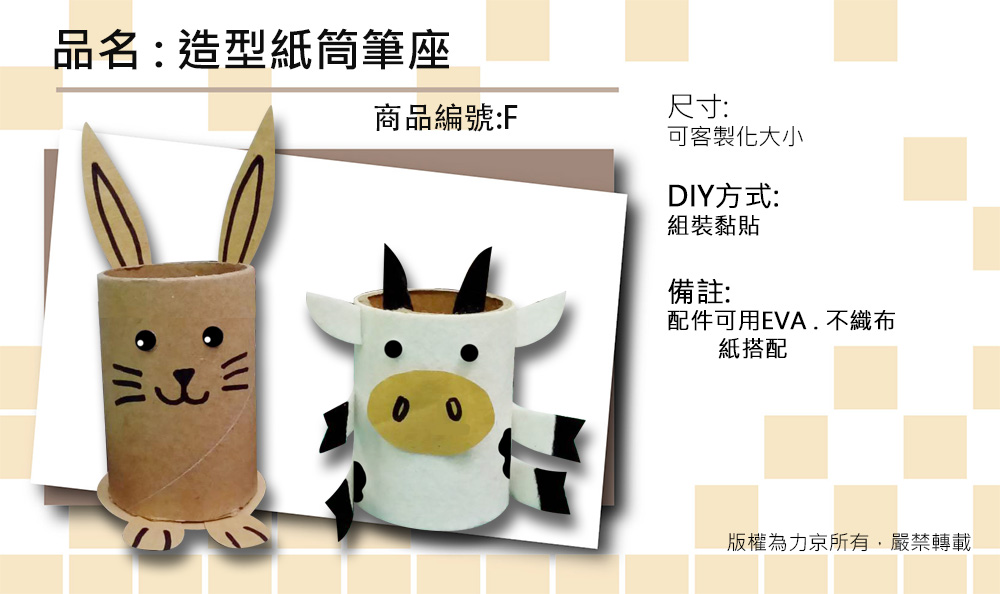 品名 : 造型紙筒筆座
商品編號:F
尺寸:
可客製化大小
DIY方式:
組裝黏貼
備註:
配件可用EVA . 不織布
紙搭配
版權為力京所有，嚴禁轉載